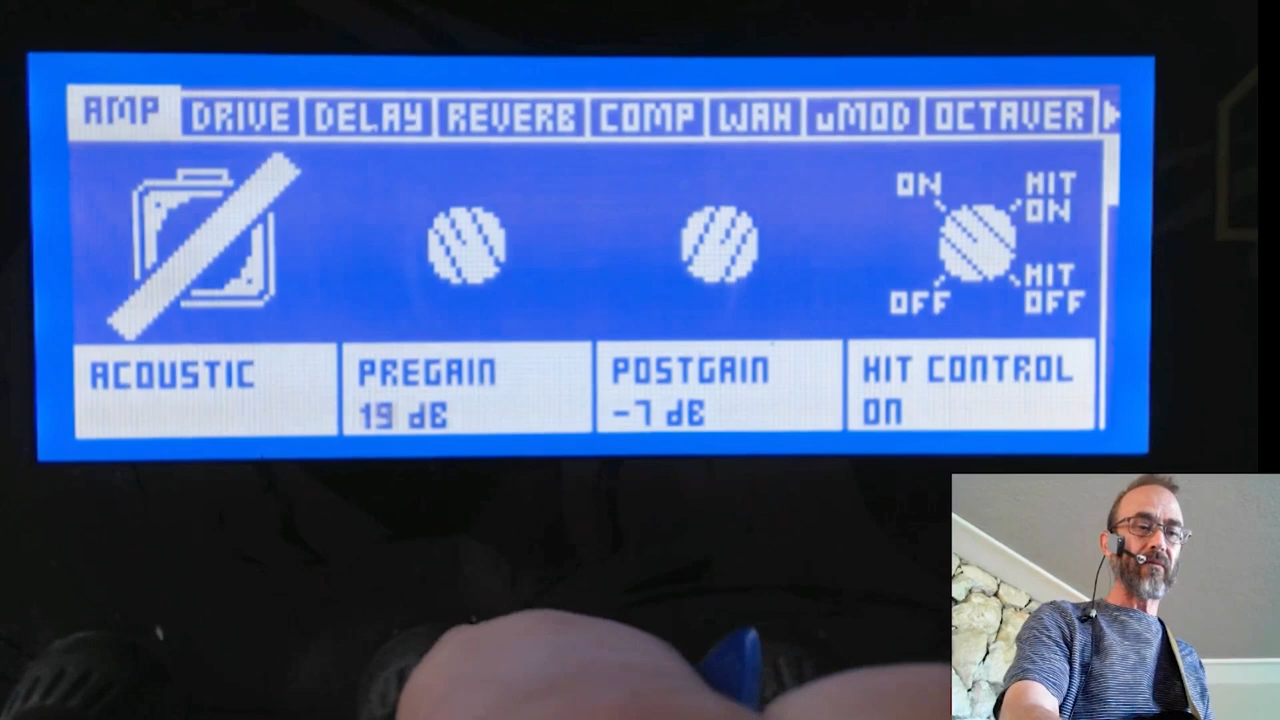 AMP DRIVE DELAY REVERB COMP WAH uMOD OCTAVER
ON HIT ON
OFF HIT OFF
ACOUSTIC PREGAIN POSTGAIN HIT CONTROL
19 dB -7 dB ON